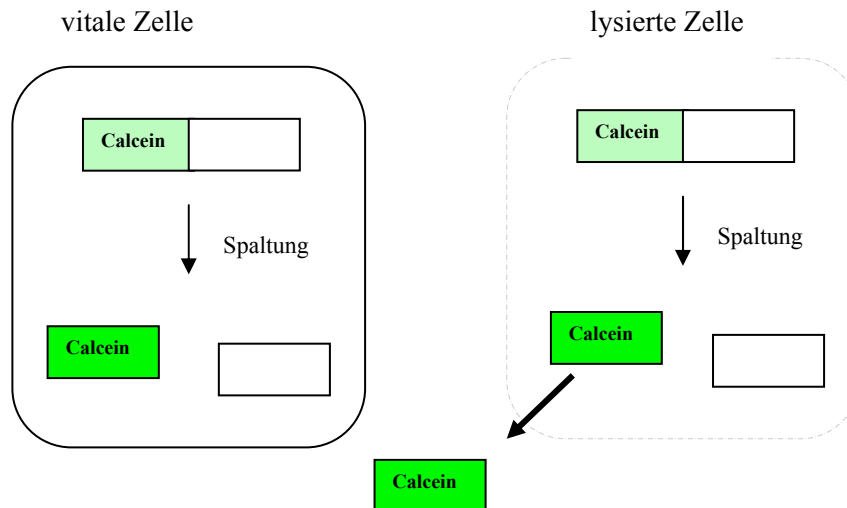 vitale Zelle
lysierte Zelle
Calcein
Calcein
Spaltung
Spaltung
Calcein
Calcein
Calcein